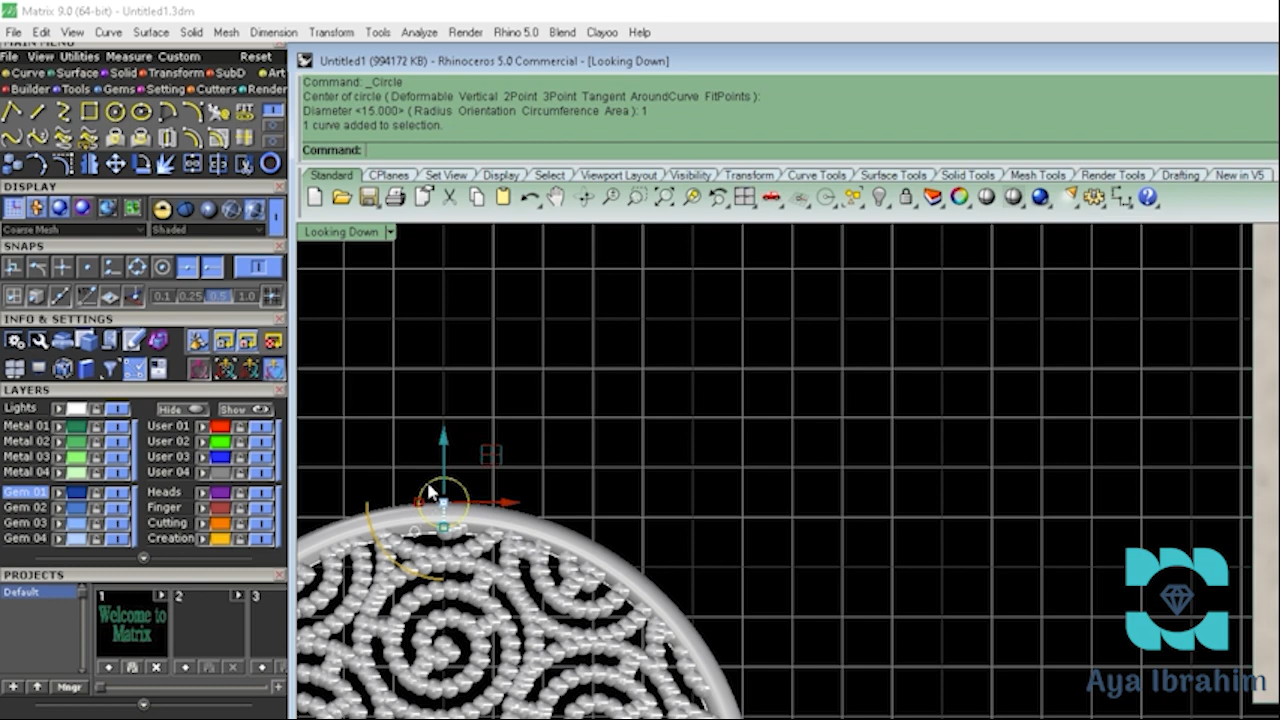 Matrix 9.0 (64-bit) - Untitled1.3dm
File Edit View Curve Surface Solid Mesh Dimension Transform Tools Analyze Render Rhino 5.0 Blend Clayoo Help
MAIN MENU
File View Utilities Measure Custom Reset
Curve Surface Solid Transform SubD Art
Builder Tools Gems Setting Cutters Render
DISPLAY
Coarse Mesh Shaded
SNAPS
0.1 0.25 0.5 1.0
INFO & SETTINGS
LAYERS
Lights Hide Show
Metal 01 User 01
Metal 02 User 02
Metal 03 User 03
Metal 04 User 04
Gem 01 Heads
Gem 02 Finger
Gem 03 Cutting
Gem 04 Creation
PROJECTS
Default 1 2 3
Welcome to
Matrix
Mngr
Untitled1 (994172 KB) - Rhinoceros 5.0 Commercial - [Looking Down]
Command: _Circle
Center of circle ( Deformable Vertical 2Point 3Point Tangent AroundCurve FitPoints ):
Diameter <15.000> ( Radius Orientation Circumference Area ): 1
1 curve added to selection.
Command:
Standard CPlanes Set View Display Select Viewport Layout Visibility Transform Curve Tools Surface Tools Solid Tools Mesh Tools Render Tools Drafting New in V5
Looking Down
Aya Ibrahim